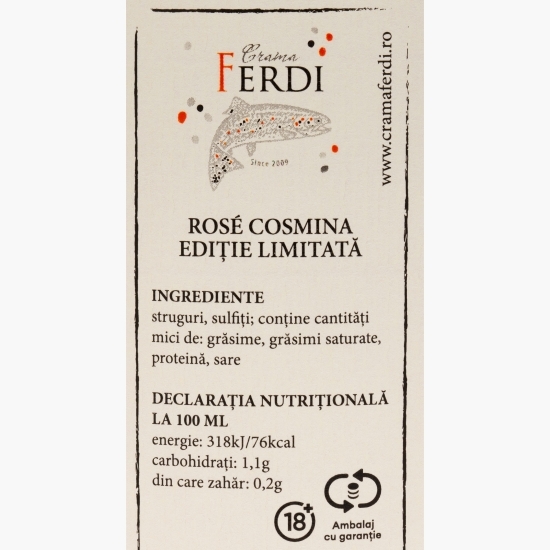 Crama
FERDI
Since 2009
www.cramaferdi.ro
ROSÉ COSMINA
EDIȚIE LIMITATĂ
INGREDIENTE
struguri, sulfiți; conține cantități
mici de: grăsime, grăsimi saturate,
proteină, sare
DECLARAȚIA NUTRIȚIONALĂ
LA 100 ML
energie: 318kJ/76kcal
carbohidrați: 1,1g
din care zahăr: 0,2g
18+
Ambalaj
cu garanție